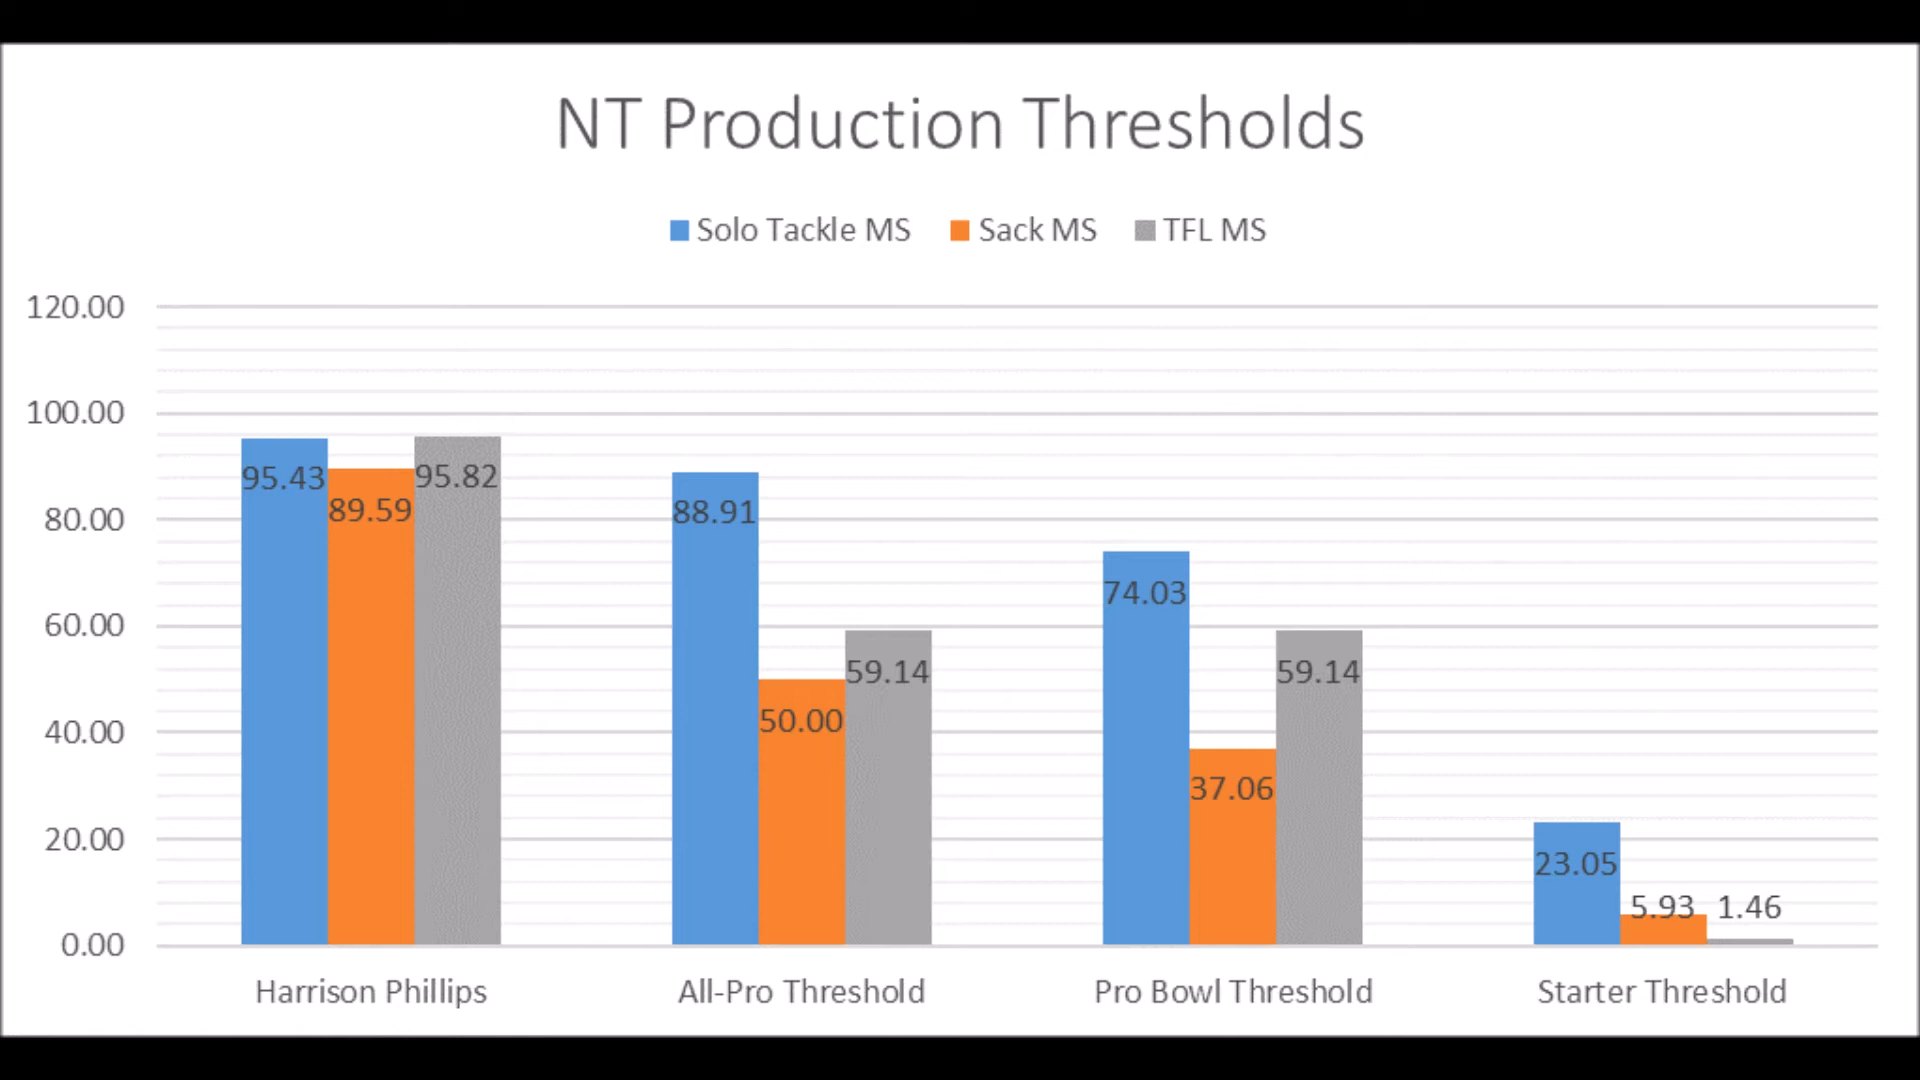 NT Production Thresholds
Solo Tackle MS Sack MS TFL MS
120.00
100.00
80.00
60.00
40.00
20.00
0.00
95.43 89.59 95.82
88.91 50.00 59.14
74.03 37.06 59.14
23.05 5.93 1.46
Harrison Phillips All-Pro Threshold Pro Bowl Threshold Starter Threshold